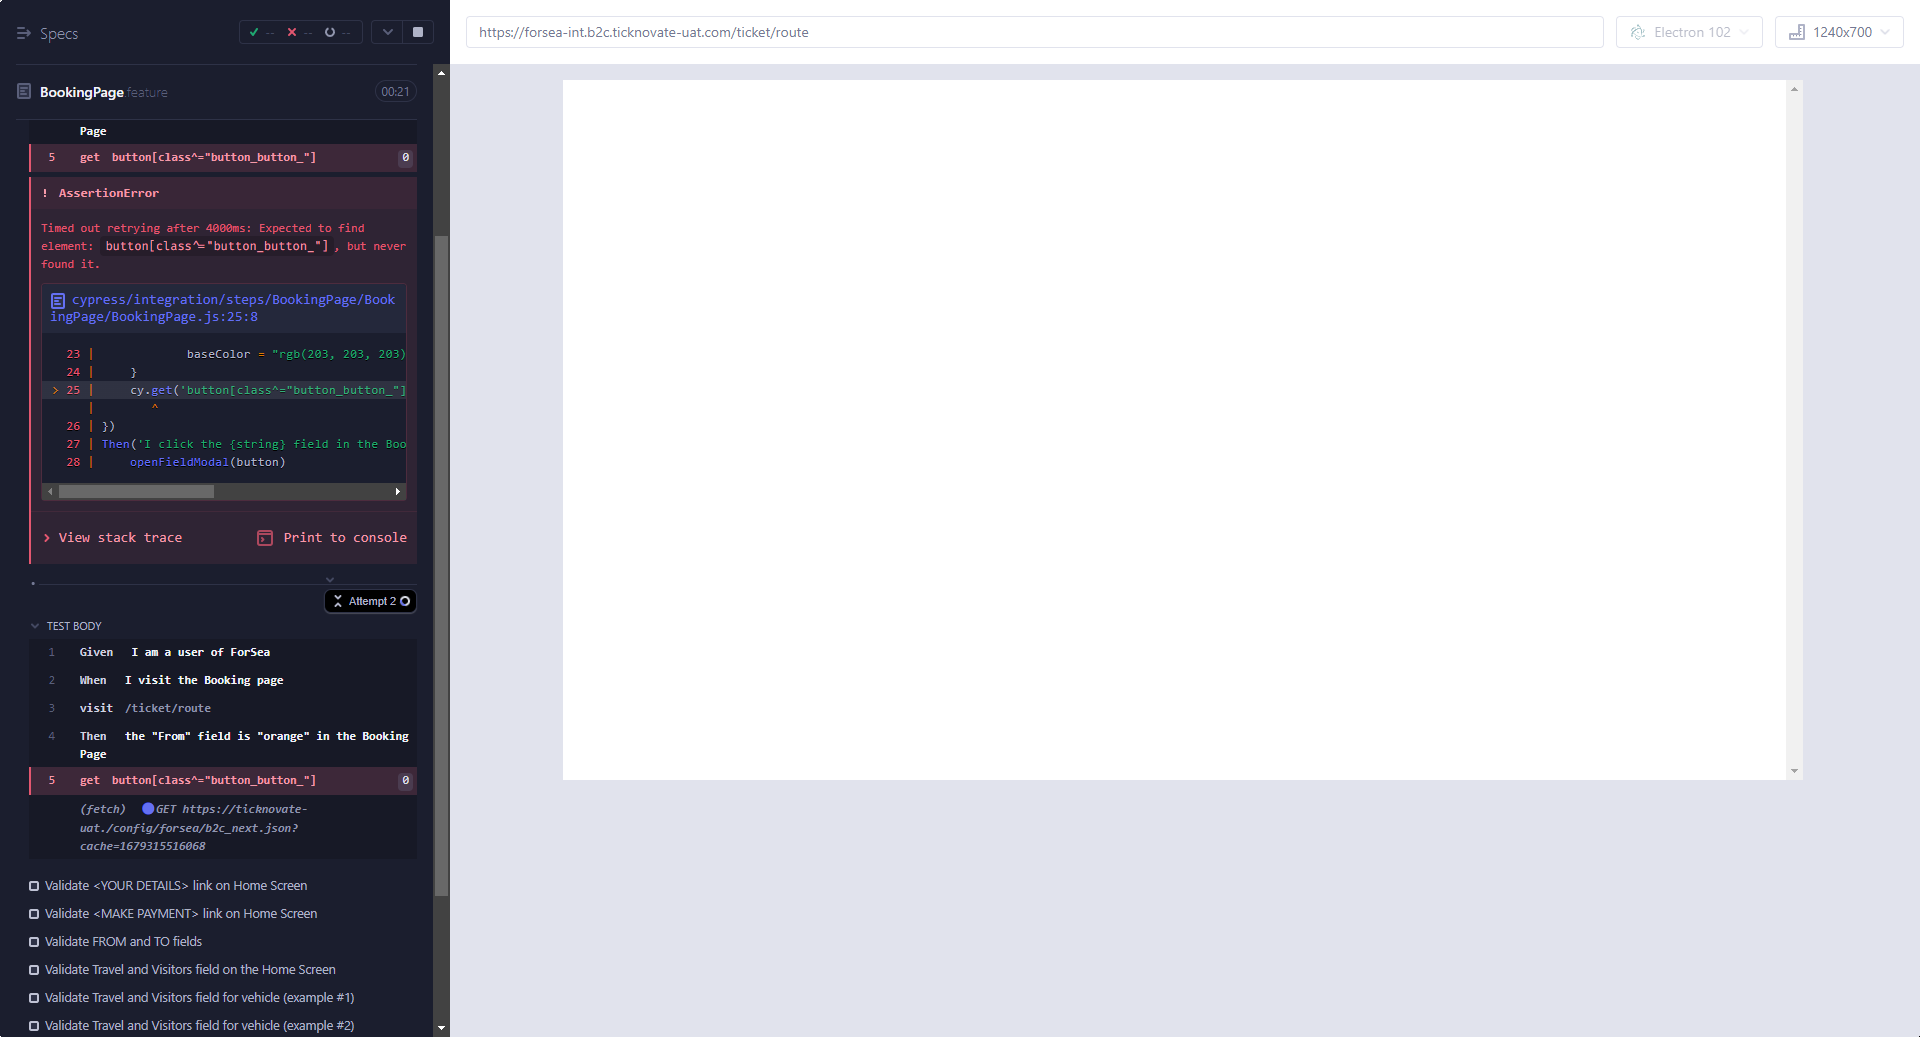 Specs
-- -- --
https://forsea-int.b2c.ticknovate-uat.com/ticket/route
Electron 102
1240x700
BookingPage.feature
00:21
Page
5 get button[class^="button_button_"] 0
! AssertionError
Timed out retrying after 4000ms: Expected to find
element: button[class^="button_button_"], but never
found it.
cypress/integration/steps/BookingPage/Book
ingPage/BookingPage.js:25:8
23 | baseColor = "rgb(203, 203, 203)
24 | }
> 25 | cy.get('button[class^="button_button_"]
| ^
26 | })
27 | Then('I click the {string} field in the Boo
28 | openFieldModal(button)
View stack trace
Print to console
Attempt 2
TEST BODY
1 Given I am a user of ForSea
2 When I visit the Booking page
3 visit /ticket/route
4 Then the "From" field is "orange" in the Booking
Page
5 get button[class^="button_button_"] 0
(fetch) GET https://ticknovate-
uat./config/forsea/b2c_next.json?
cache=1679315516068
Validate <YOUR DETAILS> link on Home Screen
Validate <MAKE PAYMENT> link on Home Screen
Validate FROM and TO fields
Validate Travel and Visitors field on the Home Screen
Validate Travel and Visitors field for vehicle (example #1)
Validate Travel and Visitors field for vehicle (example #2)